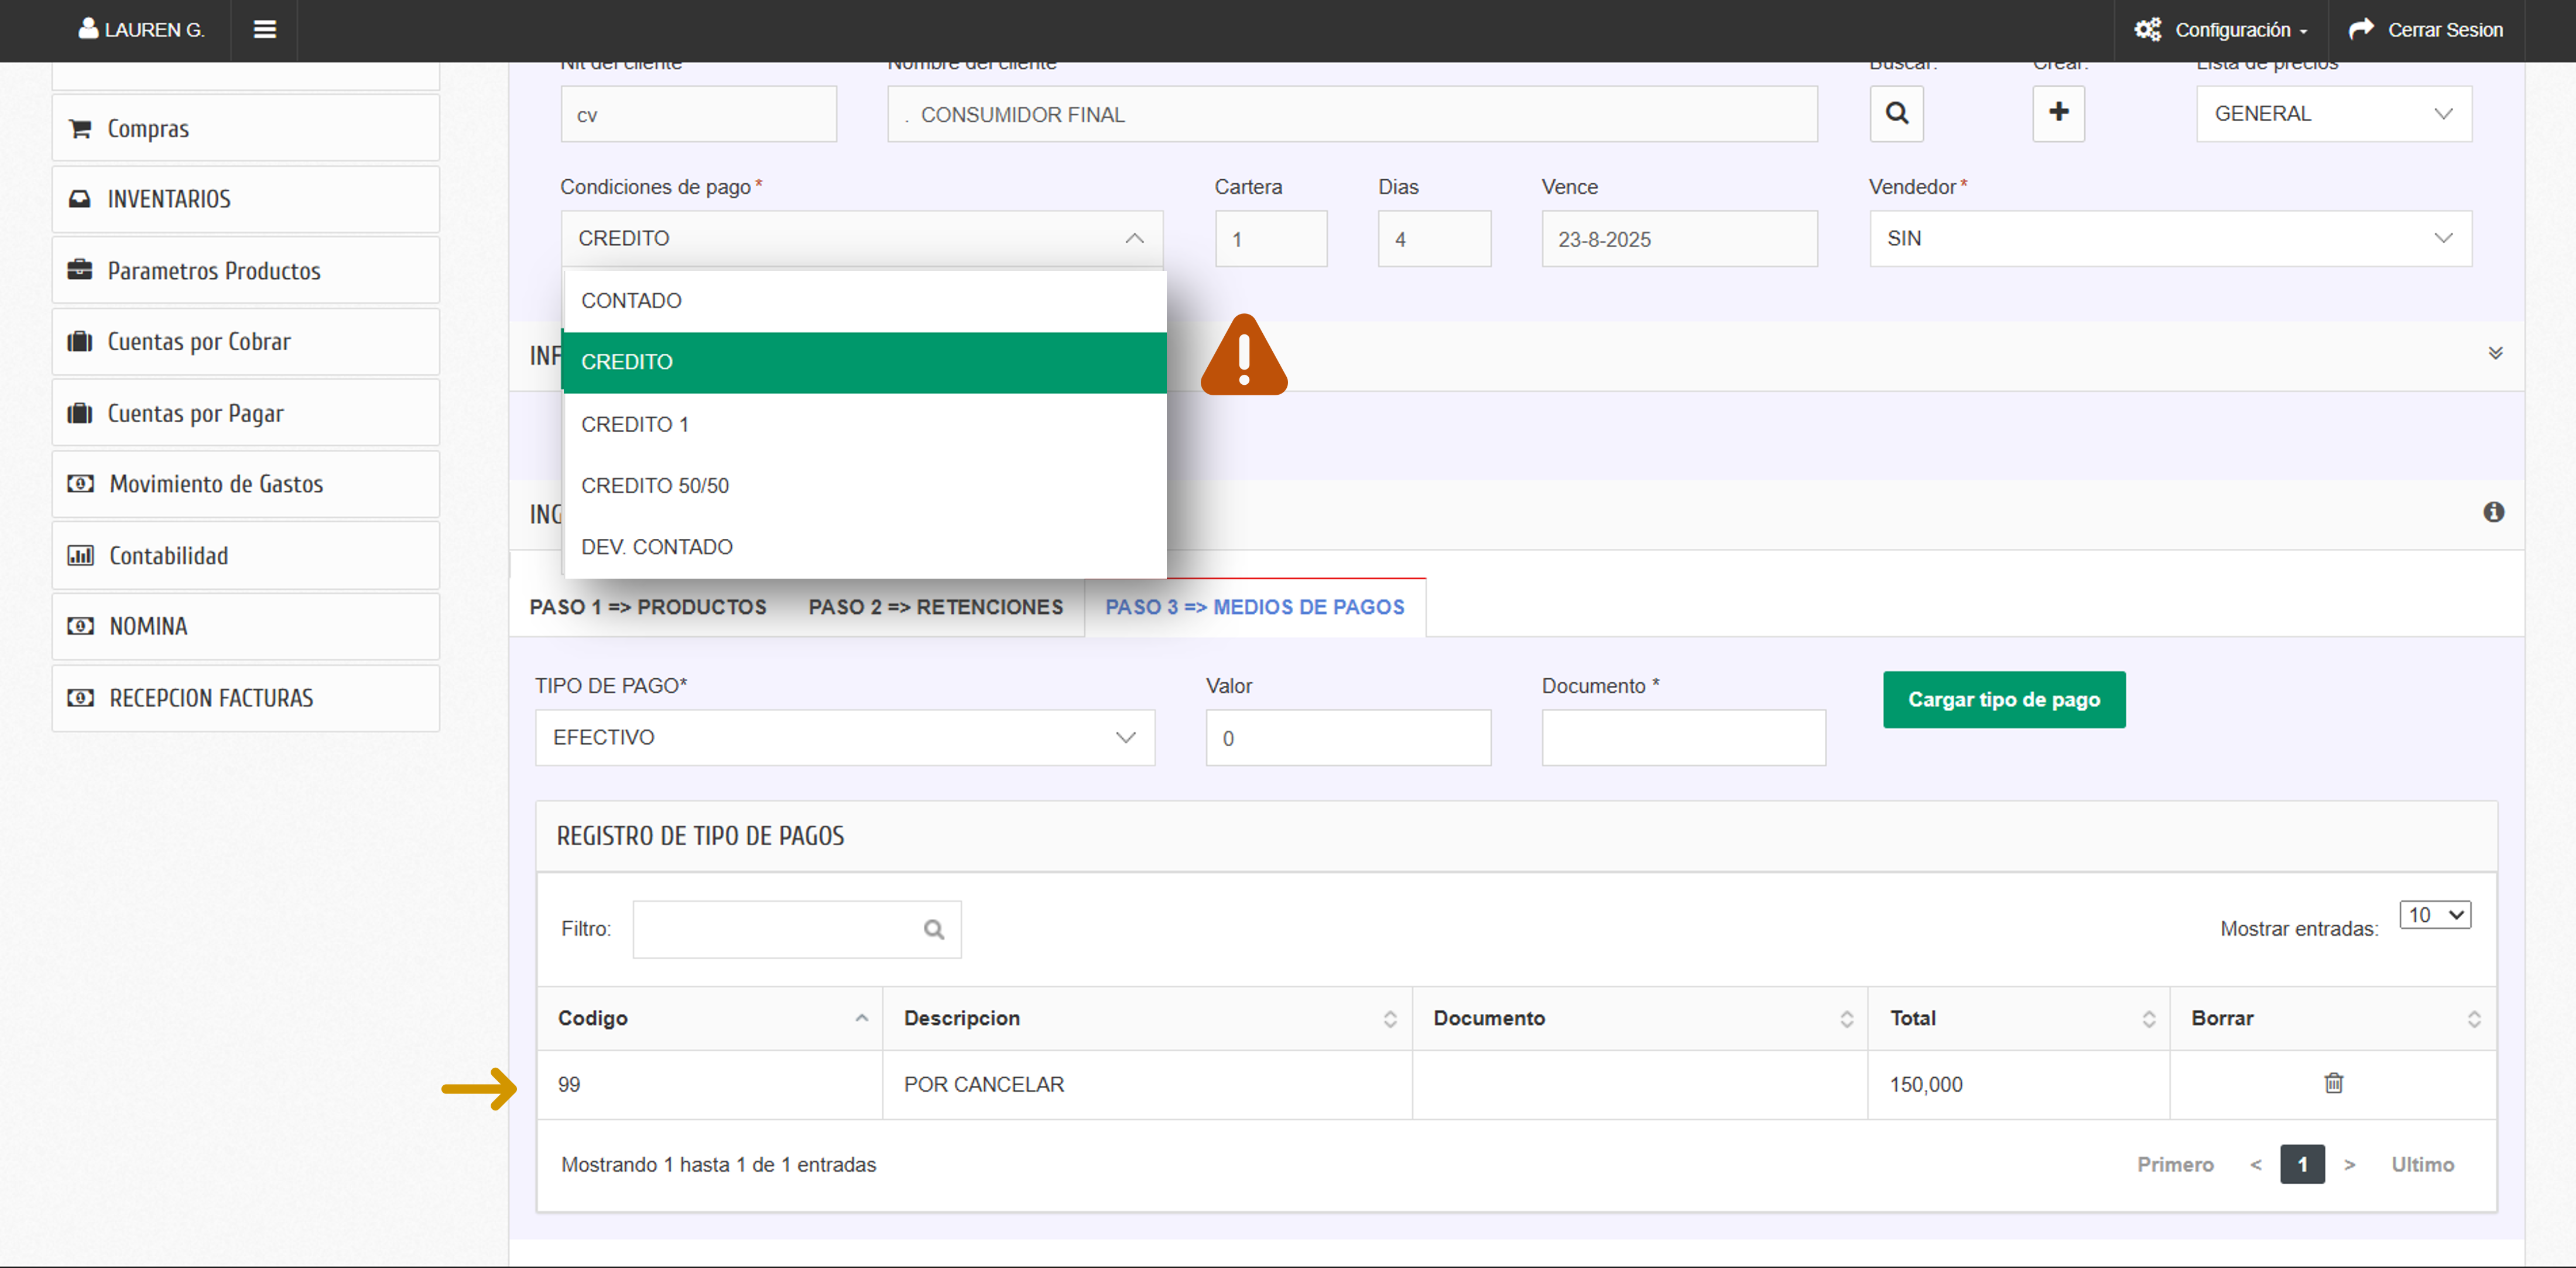 LAUREN G.
Configuración
Cerrar Sesion
Nit del cliente
Nombre del cliente
Buscar:
Crear:
Lista de precios
cv
. CONSUMIDOR FINAL
GENERAL
Condiciones de pago *
Cartera
Dias
Vence
Vendedor *
CREDITO
1
4
23-8-2025
SIN
CONTADO
CREDITO
CREDITO 1
CREDITO 50/50
DEV. CONTADO
Compras
INVENTARIOS
Parametros Productos
Cuentas por Cobrar
Cuentas por Pagar
Movimiento de Gastos
Contabilidad
NOMINA
RECEPCION FACTURAS
INF
ING
PASO 1 => PRODUCTOS
PASO 2 => RETENCIONES
PASO 3 => MEDIOS DE PAGOS
TIPO DE PAGO*
Valor
Documento *
Cargar tipo de pago
EFECTIVO
0
REGISTRO DE TIPO DE PAGOS
Filtro:
Mostrar entradas:
10
Codigo
Descripcion
Documento
Total
Borrar
99
POR CANCELAR
150,000
Mostrando 1 hasta 1 de 1 entradas
Primero
<
1
>
Ultimo